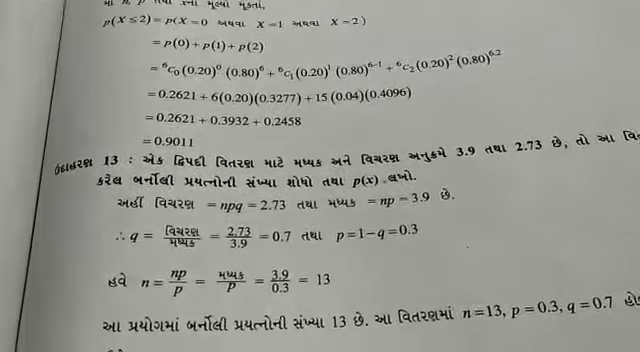 માં n, p તથા xના મૂલ્યો મૂકતાં,
p(X ≤ 2) = p(X = 0 અથવા X = 1 અથવા X = 2)
= p(0) + p(1) + p(2)
= ⁶C₀ (0.20)⁰ (0.80)⁶ + ⁶C₁ (0.20)¹ (0.80)⁶⁻¹ + ⁶C₂ (0.20)² (0.80)⁶·²
= 0.2621 + 6(0.20)(0.3277) + 15(0.04)(0.4096)
= 0.2621 + 0.3932 + 0.2458
= 0.9011
ઉદાહરણ 13 : એક દ્વિપદી વિતરણ માટે મધ્યક અને વિચરણ અનુક્રમે 3.9 તથા 2.73 છે, તો આ
કરેલ બર્નોલી પ્રયત્નોની સંખ્યા શોધો તથા p(x) લખો.
અહીં વિચરણ = npq = 2.73 તથા મધ્યક = np = 3.9 છે.
∴ q = વિચરણ/મધ્યક = 2.73/3.9 = 0.7 તથા p = 1 – q = 0.3
હવે n = np/p = મધ્યક/p = 3.9/0.3 = 13
આ પ્રયોગમાં બર્નોલી પ્રયત્નોની સંખ્યા 13 છે. આ વિતરણમાં n = 13, p = 0.3, q = 0.7